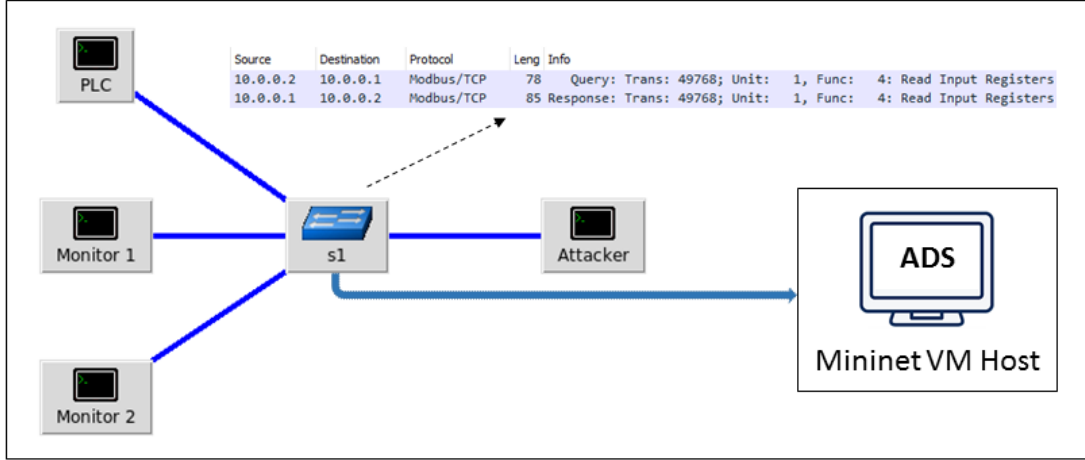 PLC
Source Destination Protocol Leng Info
10.0.0.2 10.0.0.1 Modbus/TCP 78 Query: Trans: 49768; Unit: 1, Func: 4: Read Input Registers
10.0.0.1 10.0.0.2 Modbus/TCP 85 Response: Trans: 49768; Unit: 1, Func: 4: Read Input Registers
Monitor 1
s1
Attacker
ADS
Mininet VM Host
Monitor 2